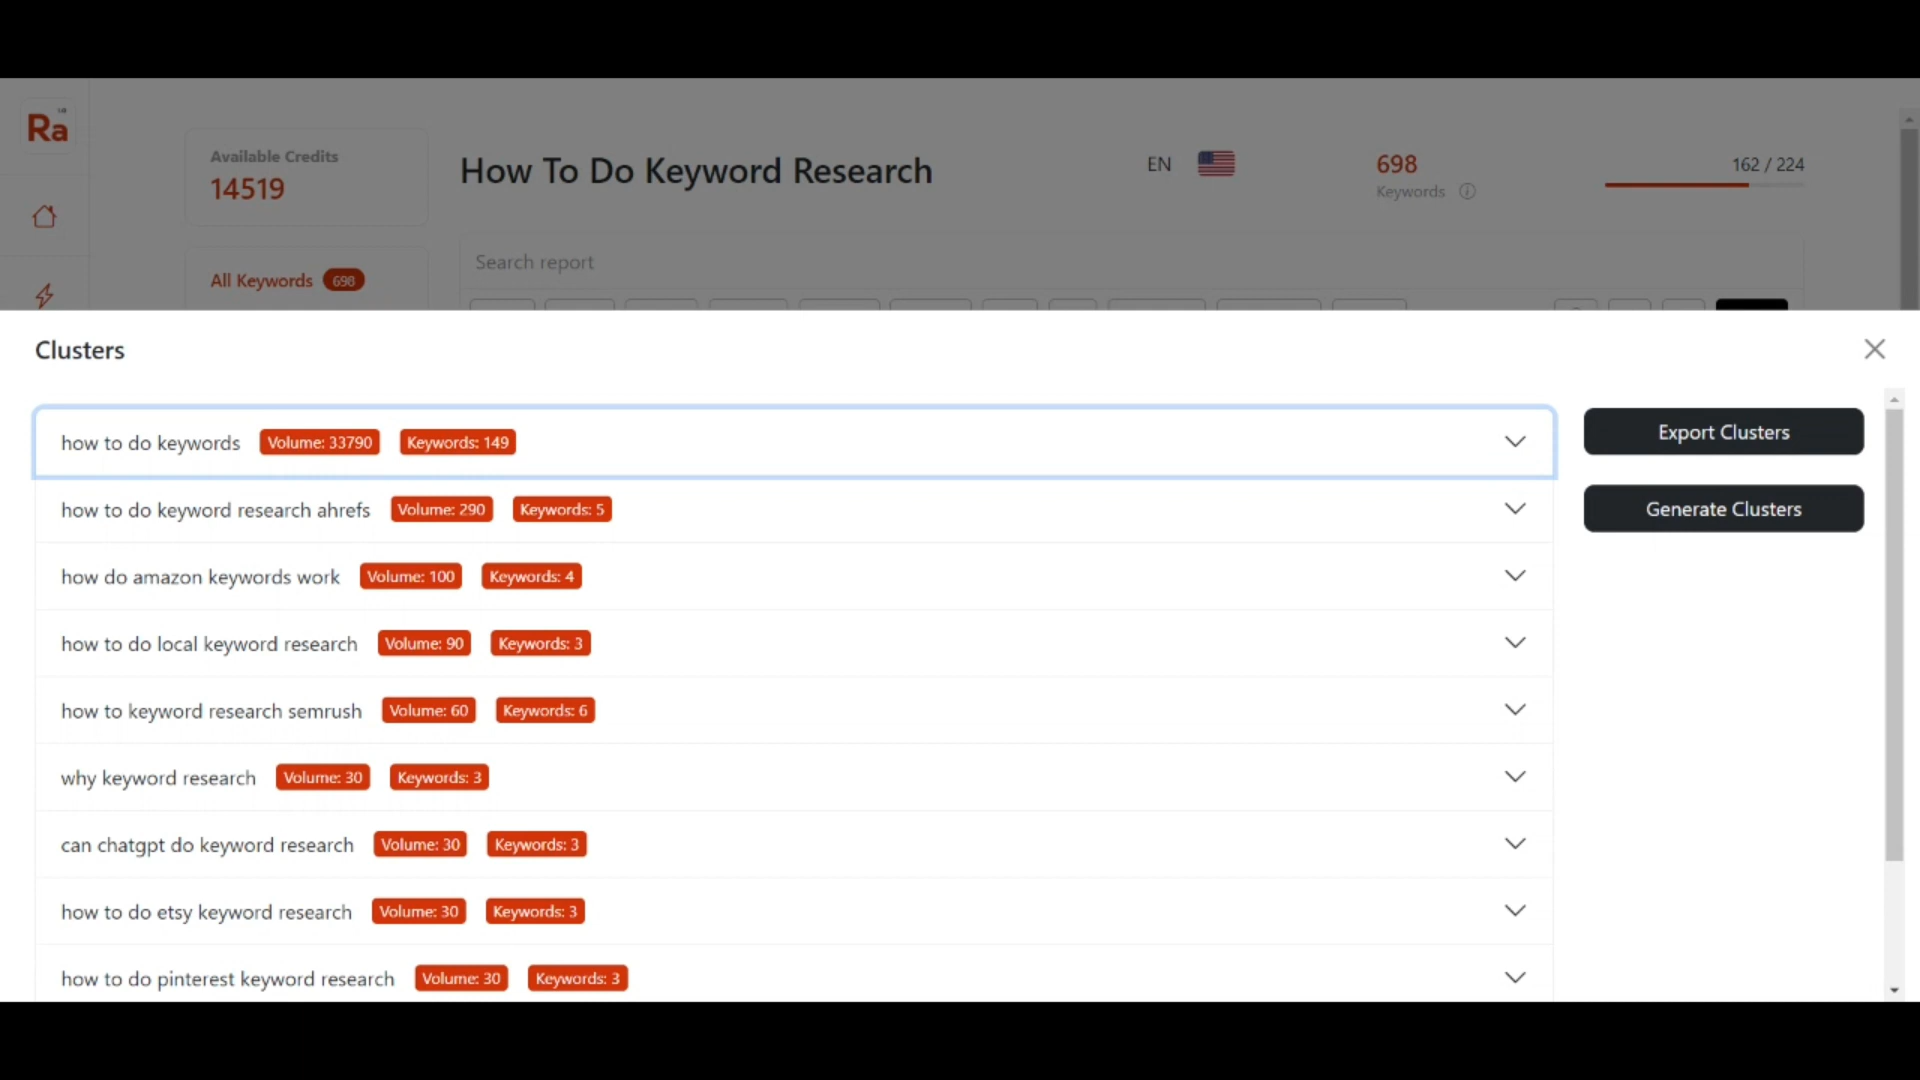 Ra
Available Credits
14519
How To Do Keyword Research
EN
698
Keywords
162 / 224
All Keywords 698
Search report
Clusters
how to do keywords Volume: 33790 Keywords: 149
Export Clusters
how to do keyword research ahrefs Volume: 290 Keywords: 5
Generate Clusters
how do amazon keywords work Volume: 100 Keywords: 4
how to do local keyword research Volume: 90 Keywords: 3
how to keyword research semrush Volume: 60 Keywords: 6
why keyword research Volume: 30 Keywords: 3
can chatgpt do keyword research Volume: 30 Keywords: 3
how to do etsy keyword research Volume: 30 Keywords: 3
how to do pinterest keyword research Volume: 30 Keywords: 3